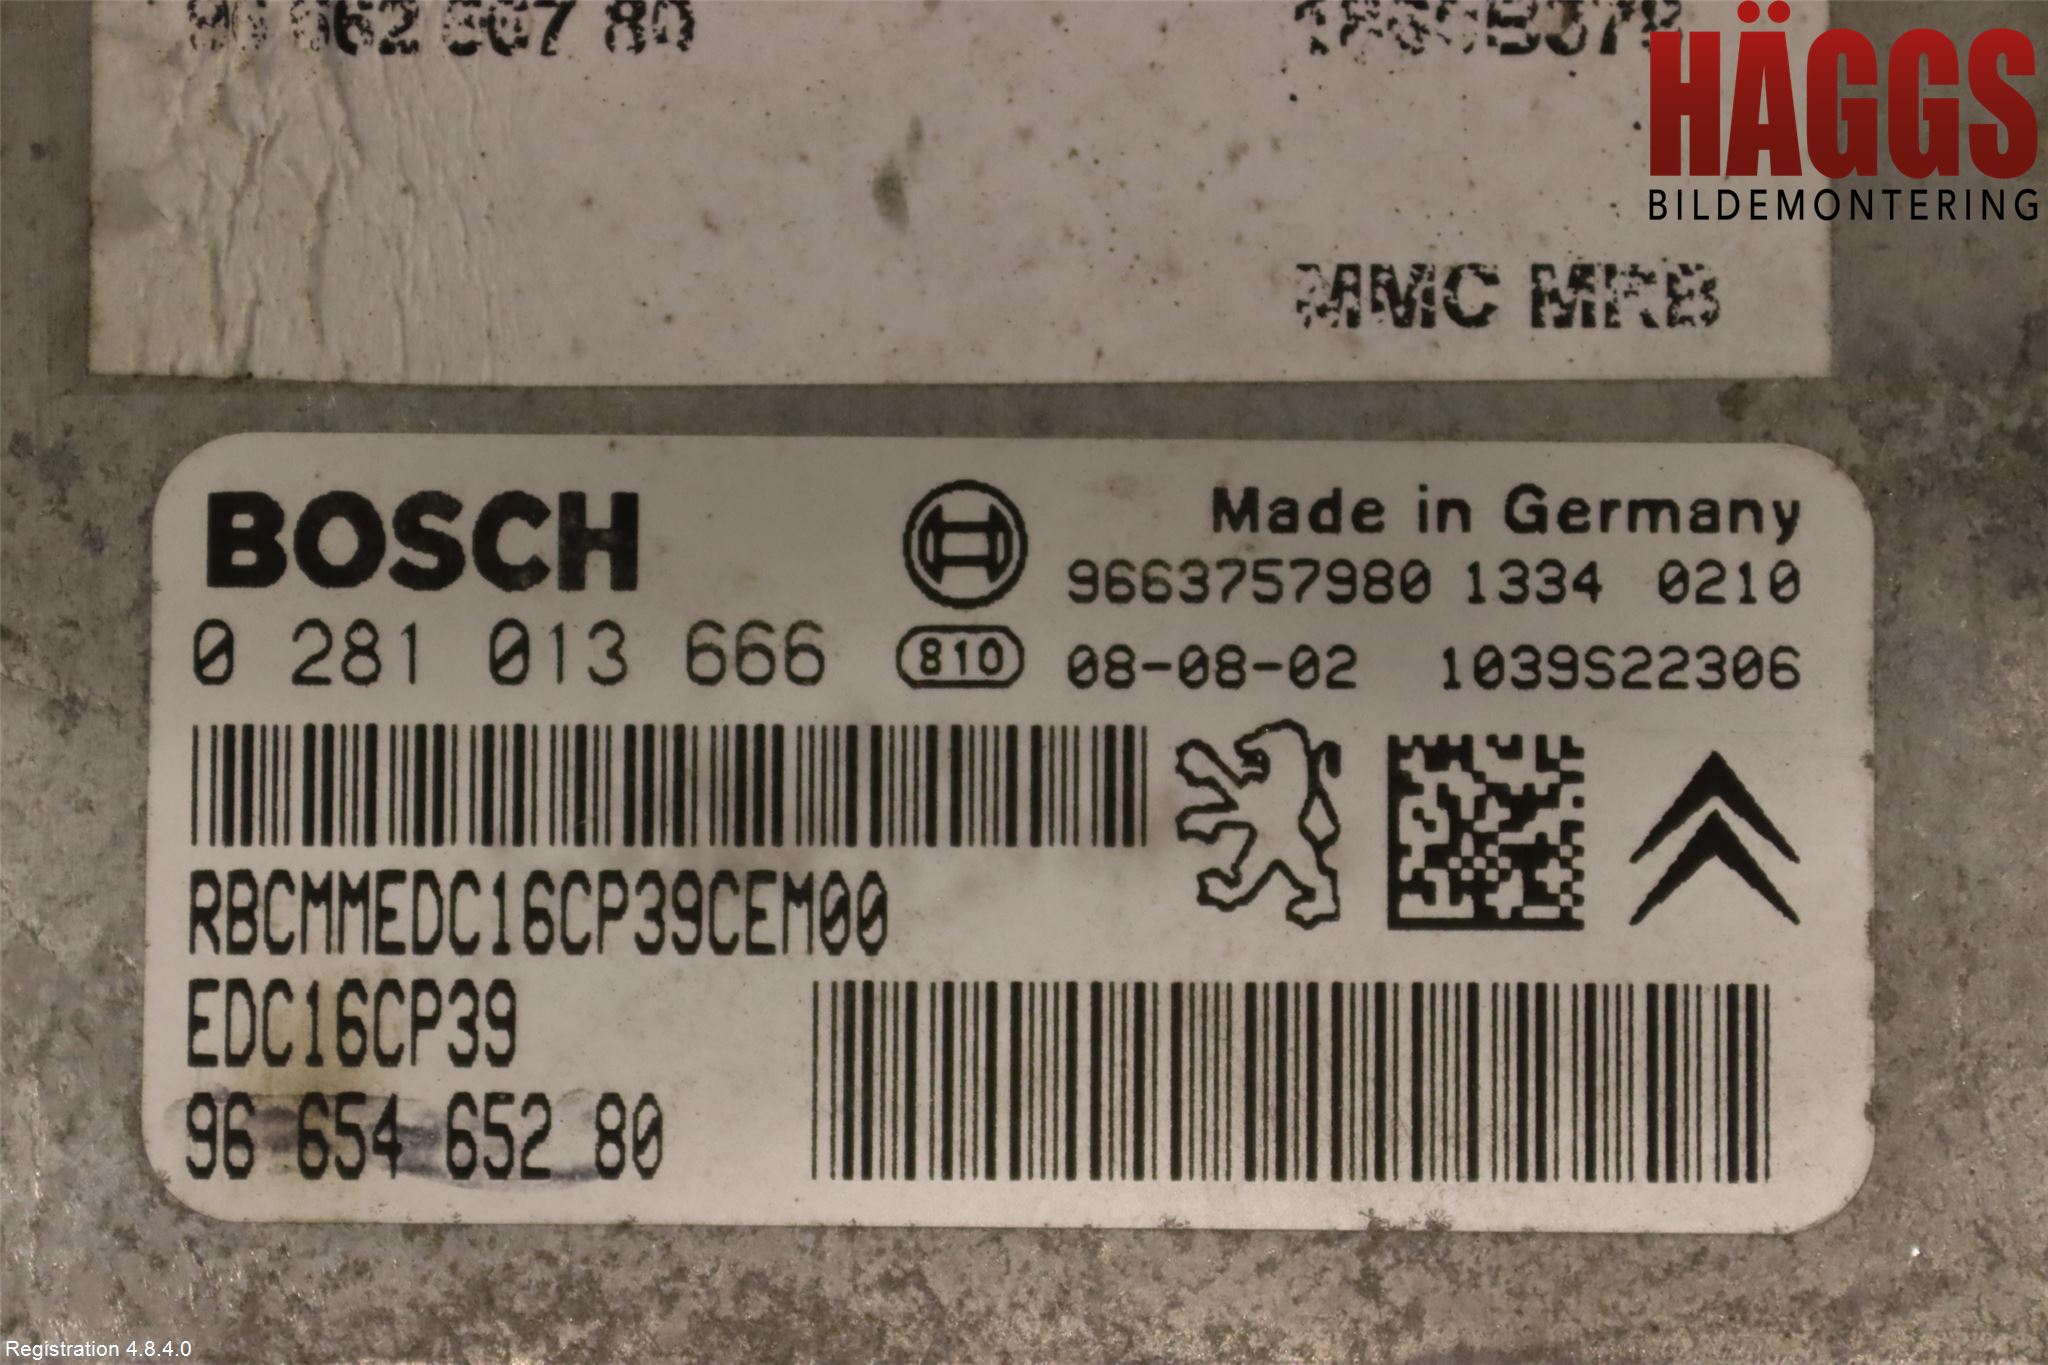 HÄGGS
BILDEMONTERING
MMC MRB
BOSCH
Made in Germany
9663757980 1334 0210
0 281 013 666
810
08-08-02 1039S22306
RBCMMEDC16CP39CEM00
EDC16CP39
96 654 652 80
Registration 4.8.4.0